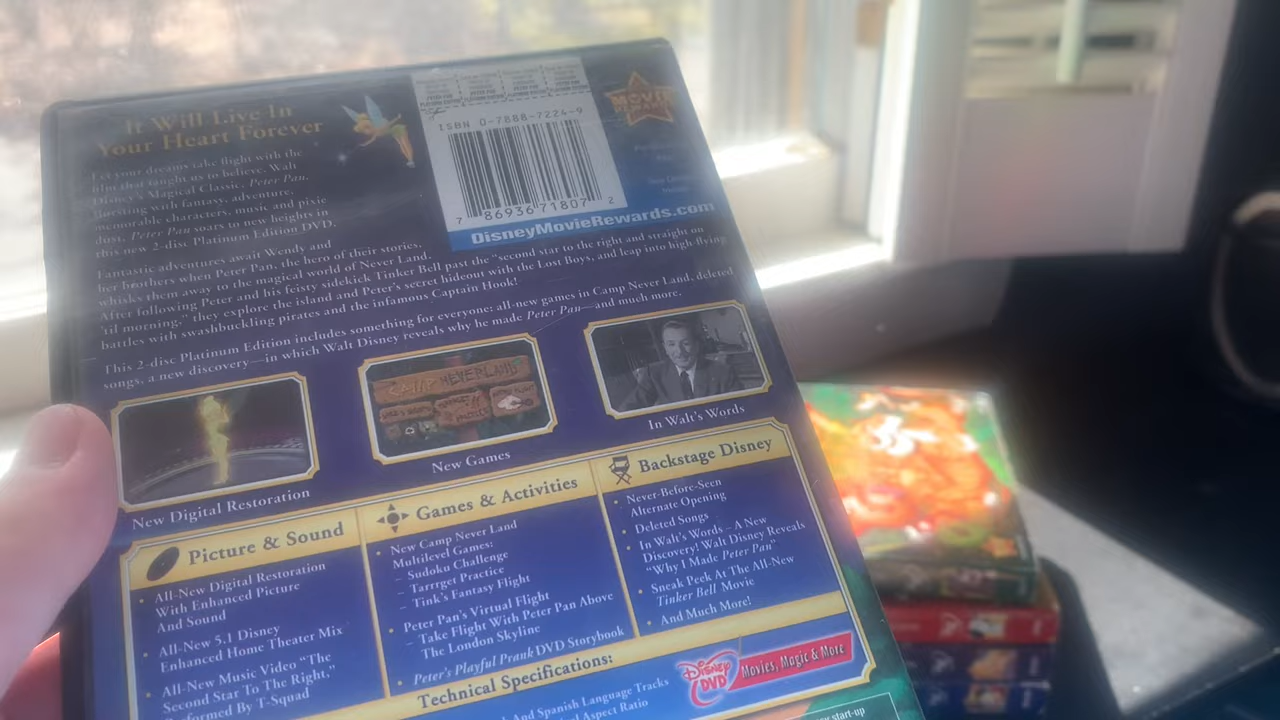 It Will Live In
Your Heart Forever
Let your dreams take flight with the
film that taught us to believe. Walt
Disney's Magical Classic, Peter Pan.
Bursting with fantasy, adventure,
memorable characters, music and pixie
dust, Peter Pan soars to new heights in
this new 2-disc Platinum Edition DVD.
Fantastic adventures await Wendy and
her brothers when Peter Pan, the hero of their stories,
whisks them away to the magical world of Never Land.
After following Peter and his feisty sidekick Tinker Bell past the "second star to the right and straight on
'til morning," they explore the island and Peter's secret hideout with the Lost Boys, and leap into high-flying
battles with swashbuckling pirates and the infamous Captain Hook!
This 2-disc Platinum Edition includes something for everyone: all-new games in Camp Never Land, deleted
songs, a new discovery—in which Walt Disney reveals why he made Peter Pan—and much more.
PETER PAN
PLATINUM EDITION
ISBN 0-7888-7224-9
7 86936 71807 2
DisneyMovieRewards.com
MOVIE
CAMP NEVERLAND
New Digital Restoration
New Games
In Walt's Words
Picture & Sound
• All-New Digital Restoration
With Enhanced Picture
And Sound
• All-New 5.1 Disney
Enhanced Home Theater Mix
• All-New Music Video "The
Second Star To The Right,"
Performed By T-Squad
Games & Activities
• New Camp Never Land
Multilevel Games:
– Sudoku Challenge
– Tarrrget Practice
– Tink's Fantasy Flight
• Peter Pan's Virtual Flight
– Take Flight With Peter Pan Above
The London Skyline
• Peter's Playful Prank DVD Storybook
Backstage Disney
• Never-Before-Seen
Alternate Opening
• Deleted Songs
• In Walt's Words – A New
Discovery! Walt Disney Reveals
"Why I Made Peter Pan"
• Sneak Peek At The All-New
Tinker Bell Movie
• And Much More!
Technical Specifications:
And Spanish Language Tracks
Aspect Ratio
Disney DVD
Movies, Magic & More
start-up